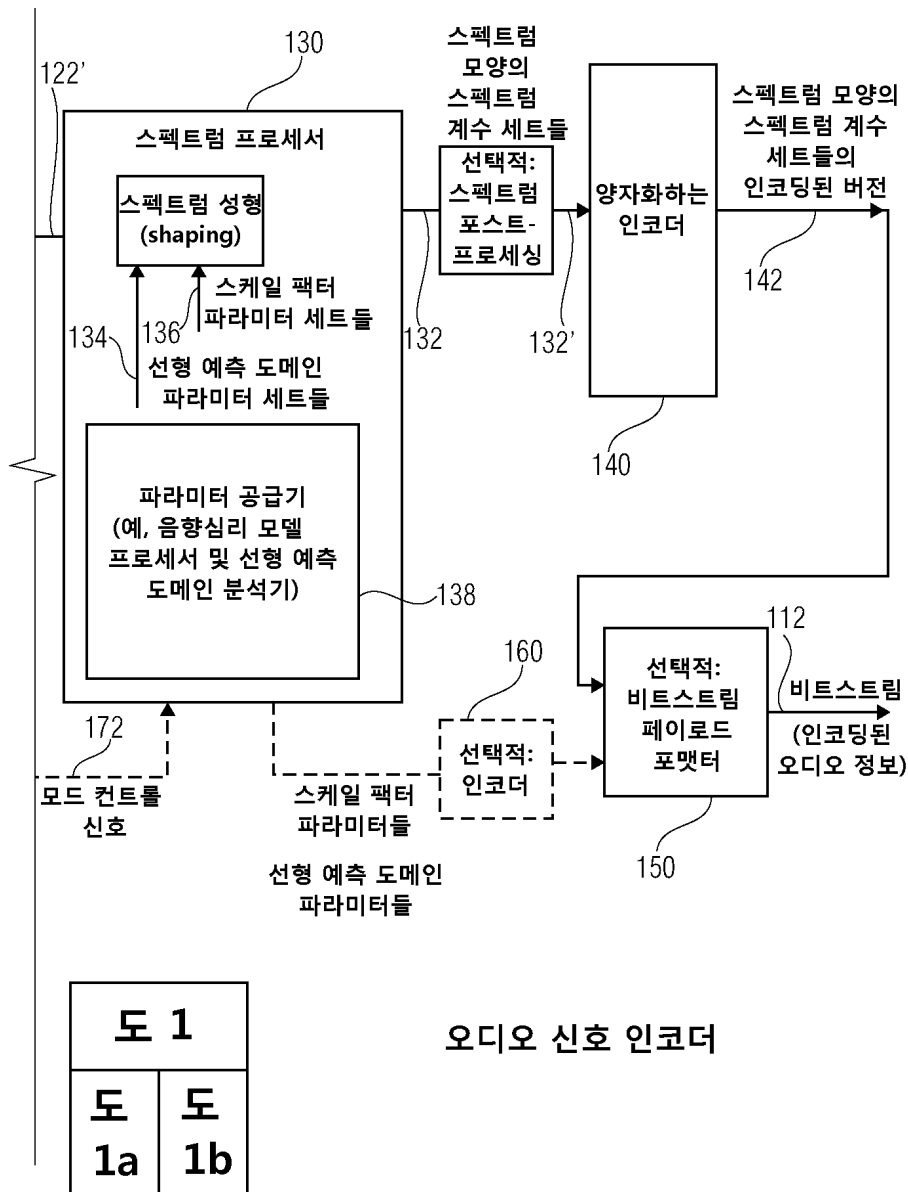 130
122'
스펙트럼 프로세서
스펙트럼 성형
(shaping)
134
136
스케일 팩터
파라미터 세트들
선형 예측 도메인
파라미터 세트들
파라미터 공급기
(예, 음향심리 모델
프로세서 및 선형 예측
도메인 분석기)
138
스펙트럼
모양의
스펙트럼
계수 세트들
선택적:
스펙트럼
포스트-
프로세싱
132
132'
양자화하는
인코더
140
스펙트럼 모양의
스펙트럼 계수
세트들의
인코딩된 버전
142
172
모드 컨트롤
신호
스케일 팩터
파라미터들
선형 예측 도메인
파라미터들
160
선택적:
인코더
선택적:
비트스트림
페이로드
포맷터
150
112
비트스트림
(인코딩된
오디오 정보)
도 1
도
1a
도
1b
오디오 신호 인코더